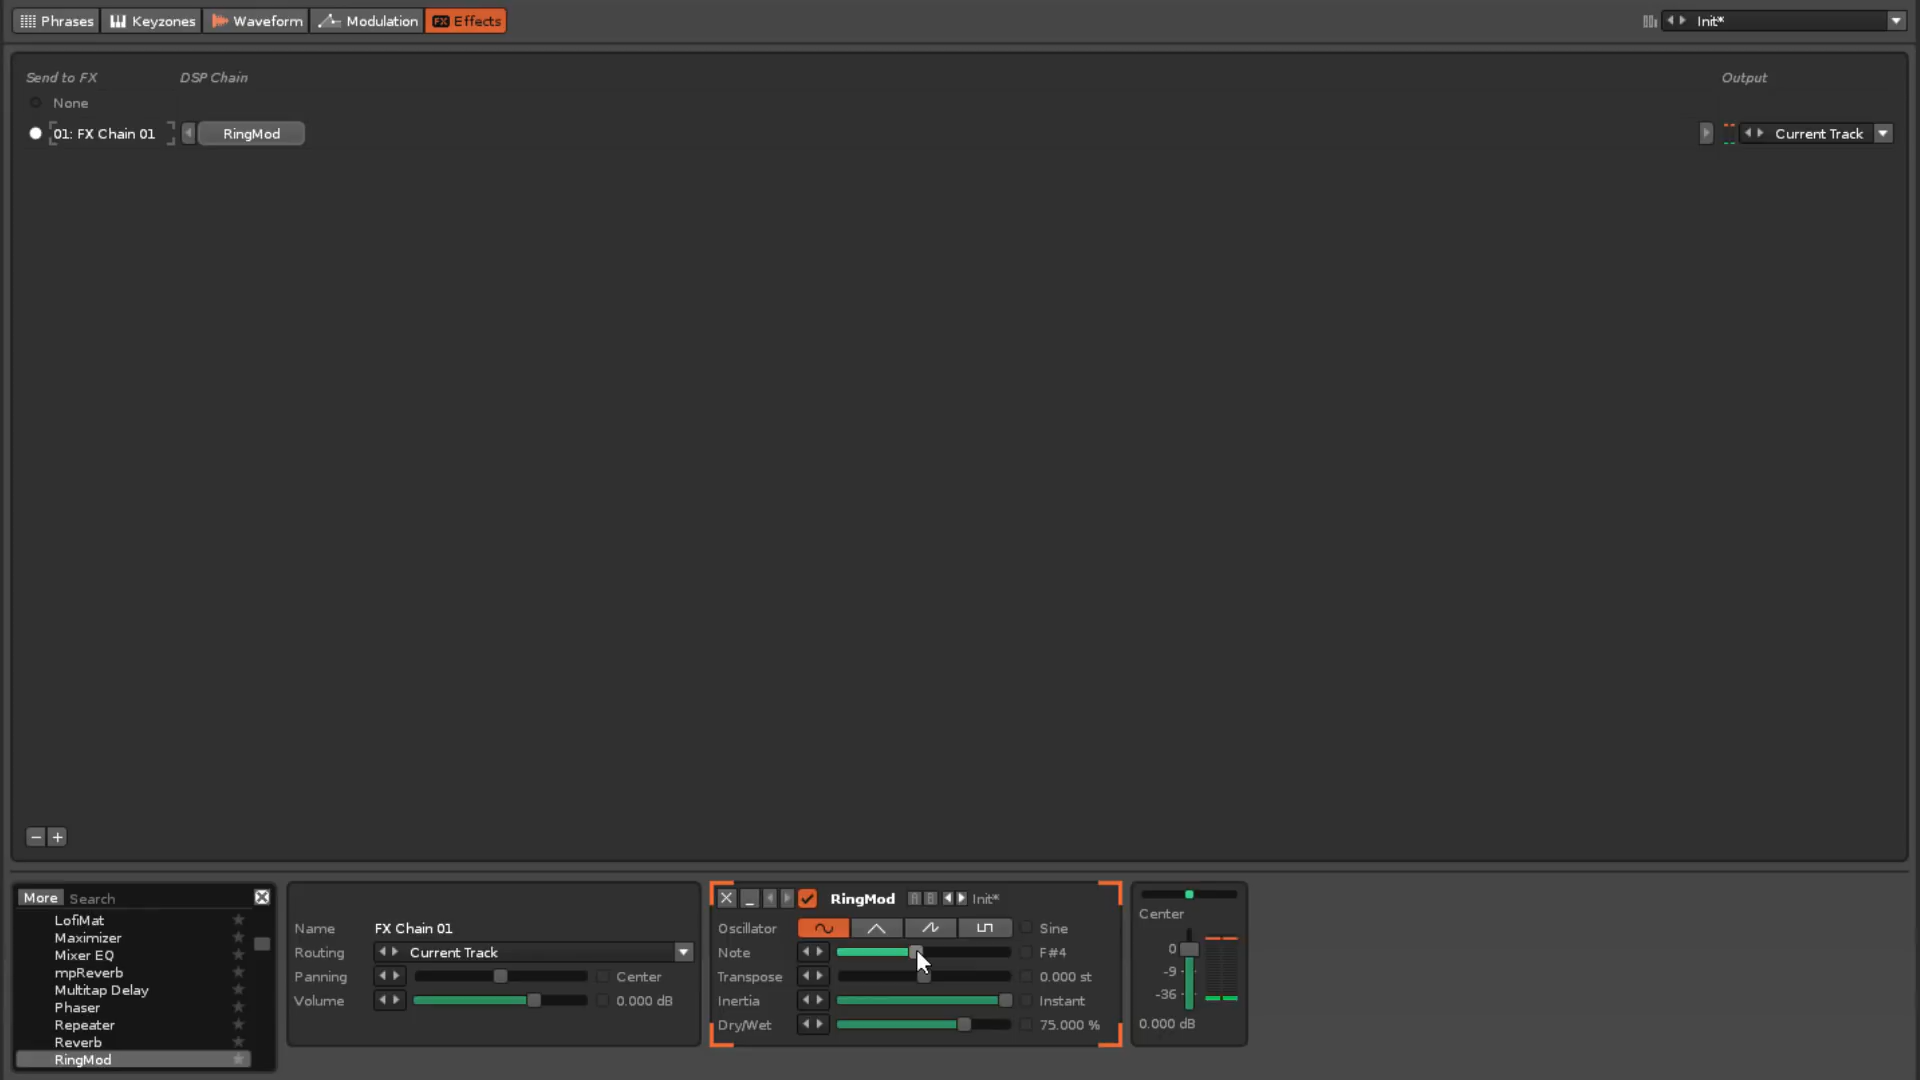 Phrases Keyzones Waveform Modulation FX Effects Init*
Send to FX DSP Chain Output
None
01: FX Chain 01 RingMod Current Track
− +
More Search
LofiMat
Maximizer
Mixer EQ
mpReverb
Multitap Delay
Phaser
Repeater
Reverb
RingMod
Name FX Chain 01
Routing Current Track
Panning Center
Volume 0.000 dB
RingMod A B Init*
Oscillator Sine
Note F#4
Transpose 0.000 st
Inertia Instant
Dry/Wet 75.000 %
Center
0
-9
-36
0.000 dB